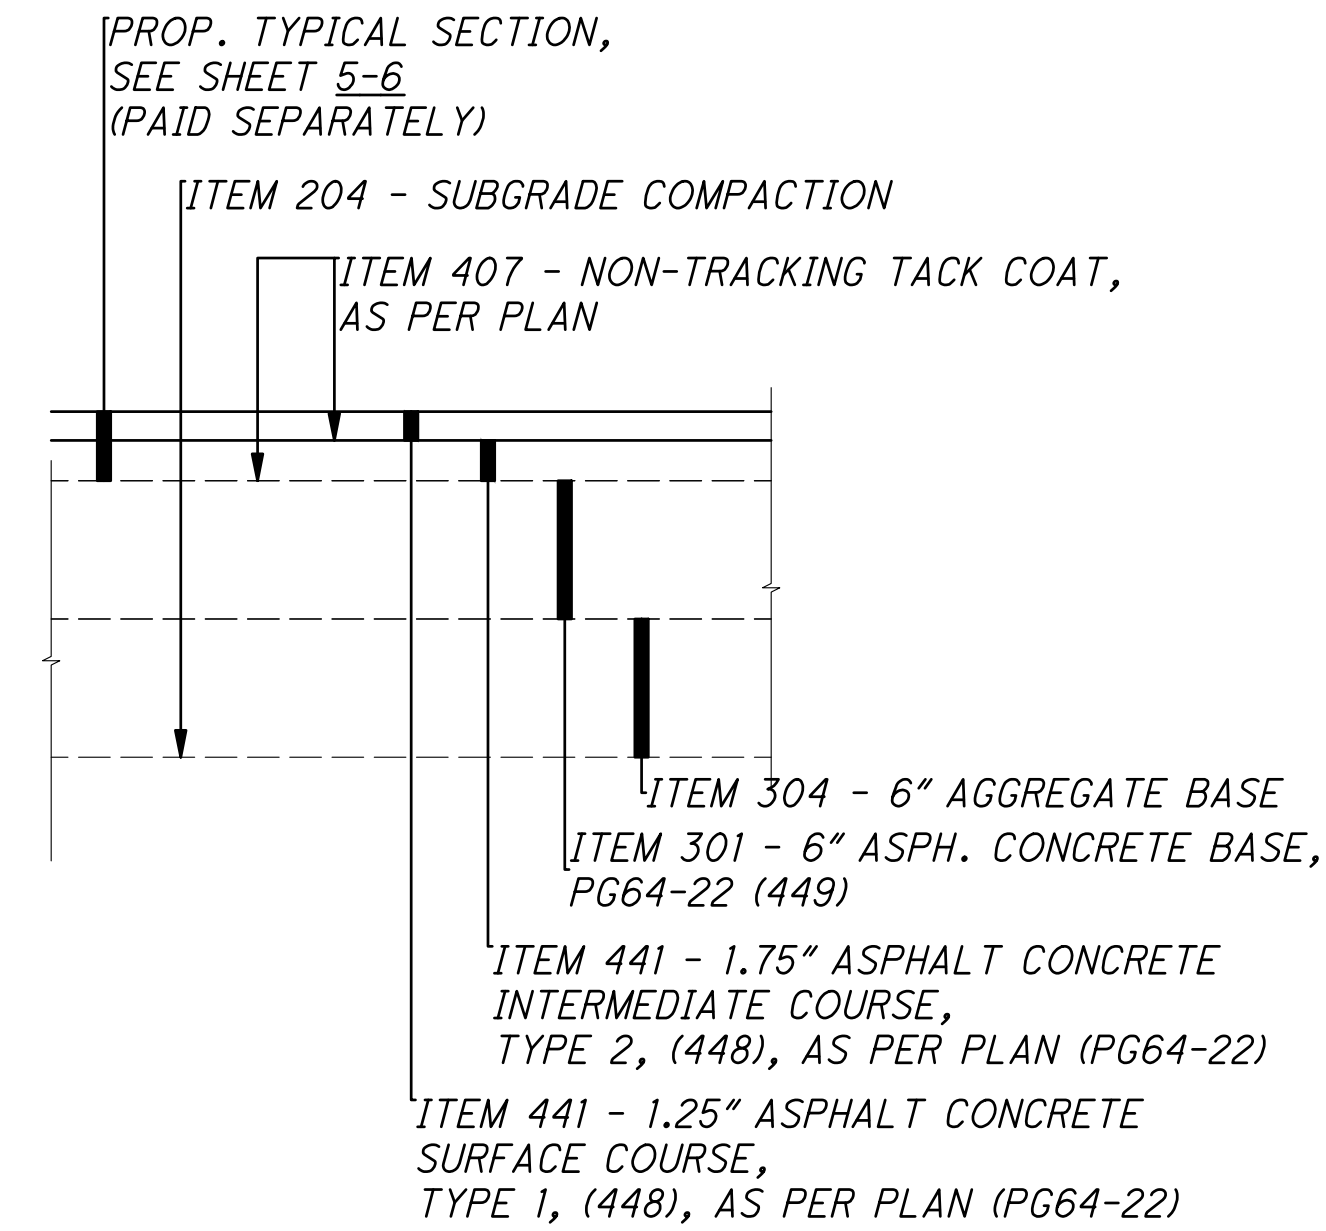 PROP. TYPICAL SECTION,
SEE SHEET 5-6
(PAID SEPARATELY)
ITEM 204 - SUBGRADE COMPACTION
ITEM 407 - NON-TRACKING TACK COAT,
AS PER PLAN
ITEM 304 - 6" AGGREGATE BASE
ITEM 301 - 6" ASPH. CONCRETE BASE,
PG64-22 (449)
ITEM 441 - 1.75" ASPHALT CONCRETE
INTERMEDIATE COURSE,
TYPE 2, (448), AS PER PLAN (PG64-22)
ITEM 441 - 1.25" ASPHALT CONCRETE
SURFACE COURSE,
TYPE 1, (448), AS PER PLAN (PG64-22)